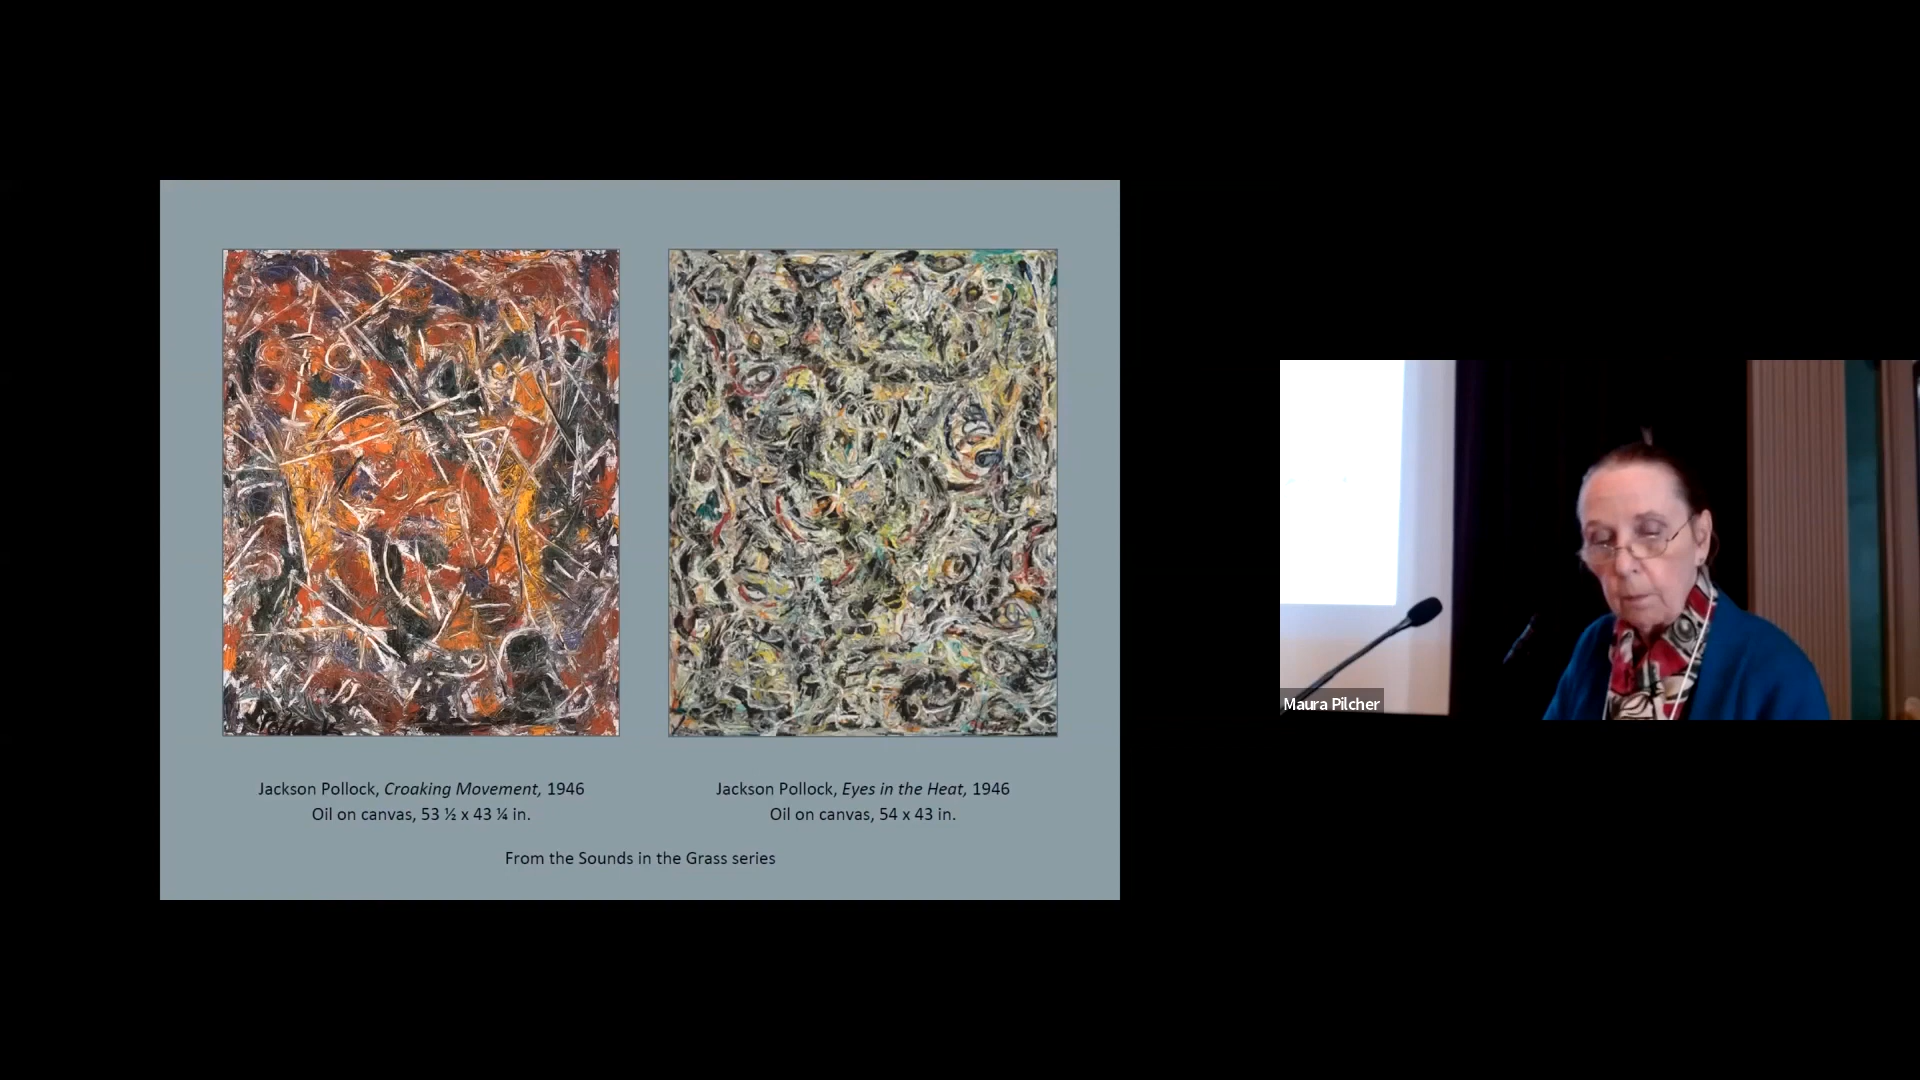 Jackson Pollock, Croaking Movement, 1946
Oil on canvas, 53 ½ x 43 ¼ in.
Jackson Pollock, Eyes in the Heat, 1946
Oil on canvas, 54 x 43 in.
From the Sounds in the Grass series
Maura Pilcher